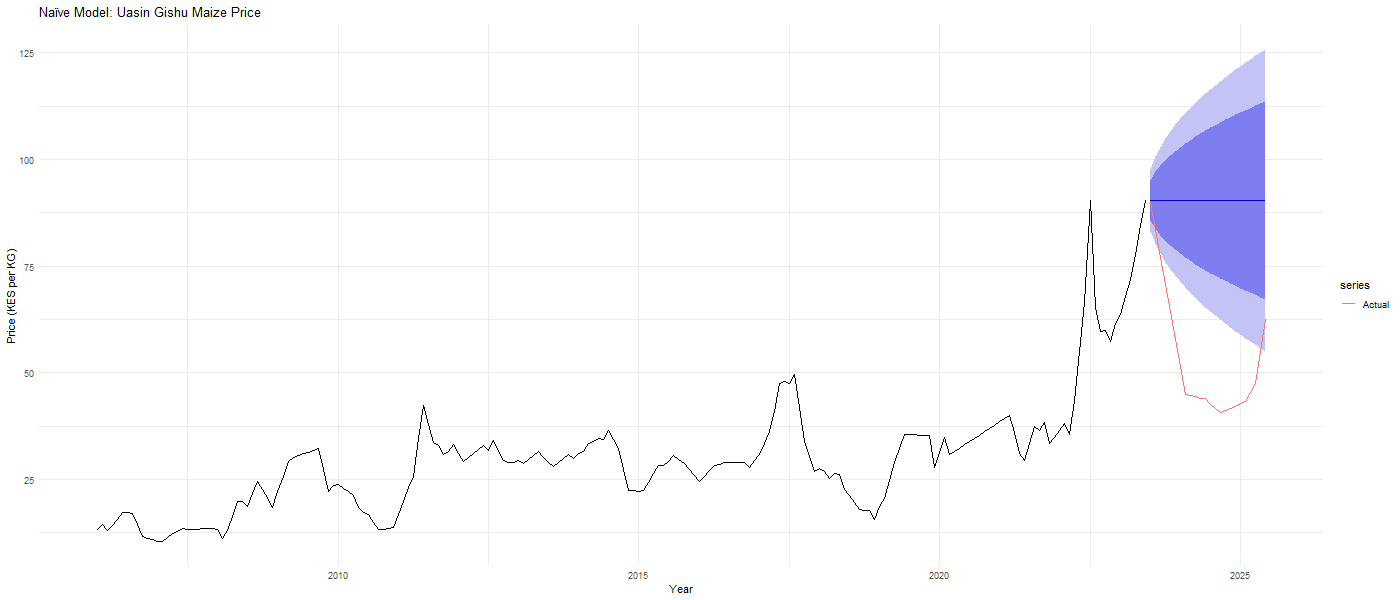 Naïve Model: Uasin Gishu Maize Price
125
100
75
50
25
Price (KES per KG)
2010
2015
2020
2025
Year
series
Actual